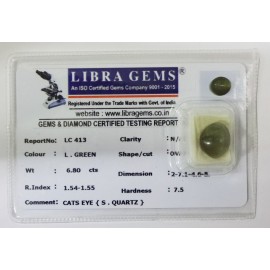 LIBRA GEMS
An ISO Certified Gems Company 9001 - 2015
Registered Under the Trade Marks with Govt. of India
website : www.libragems.co.in
GEMS & DIAMOND CERTIFIED TESTING REPORT
ReportNo: LC 413 Clarity N/
Colour L. GREEN Shape/cut OV
Wt 6.80 cts Dimension
R.Index 1.54-1.55 Hardness 7.5
COMMENT: CATS EYE ( S . QUARTZ )